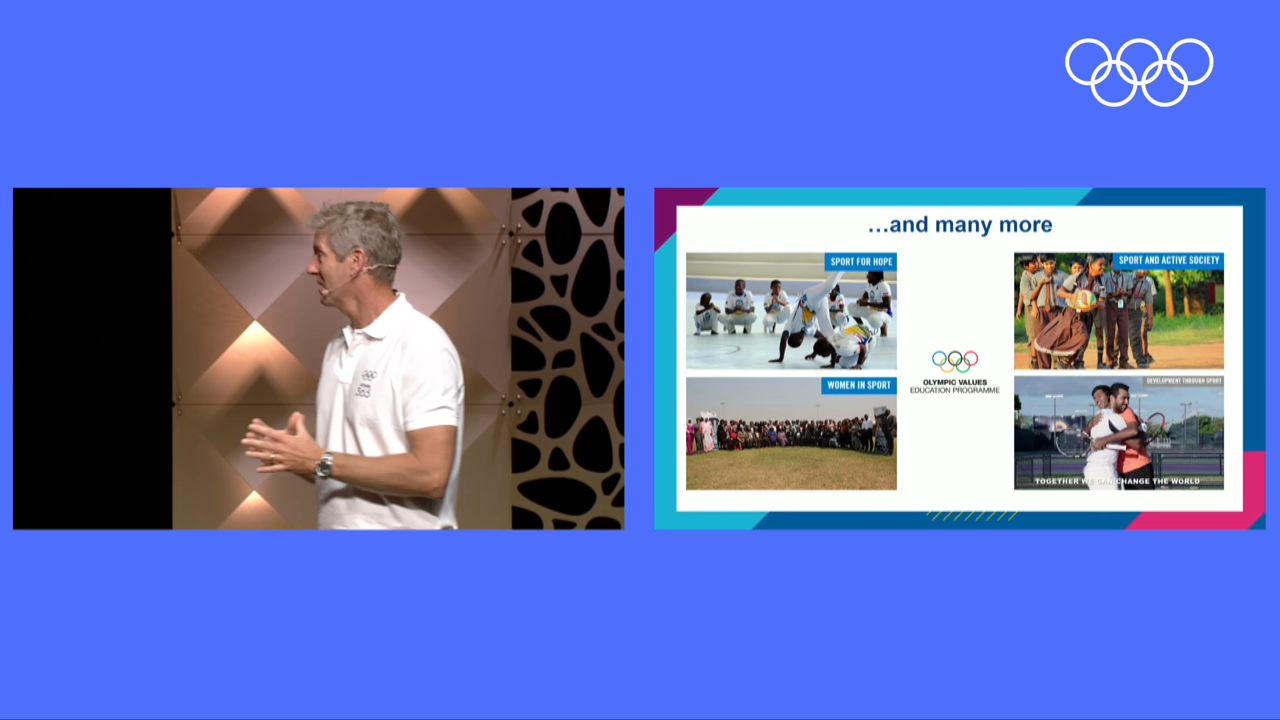 365
…and many more
SPORT FOR HOPE
SPORT AND ACTIVE SOCIETY
WOMEN IN SPORT
DEVELOPMENT THROUGH SPORT
OLYMPIC VALUES
EDUCATION PROGRAMME
TOGETHER WE CAN CHANGE THE WORLD